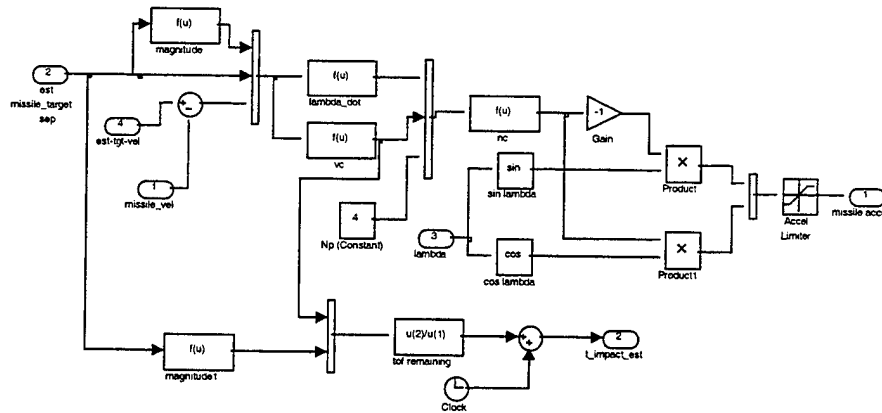 f(u)
magnitude
2
est
missile_target
sep
f(u)
lambda_dot
4
est-tgt-vel
+
−
f(u)
vc
f(u)
nc
-1
Gain
×
Product
sin
sin lambda
1
missile_vel
4
Np (Constant)
3
lambda
cos
cos lambda
×
Product1
Accel
Limiter
1
missile acc
f(u)
magnitude1
u(2)/u(1)
tof remaining
+
+
2
t_impact_est
Clock